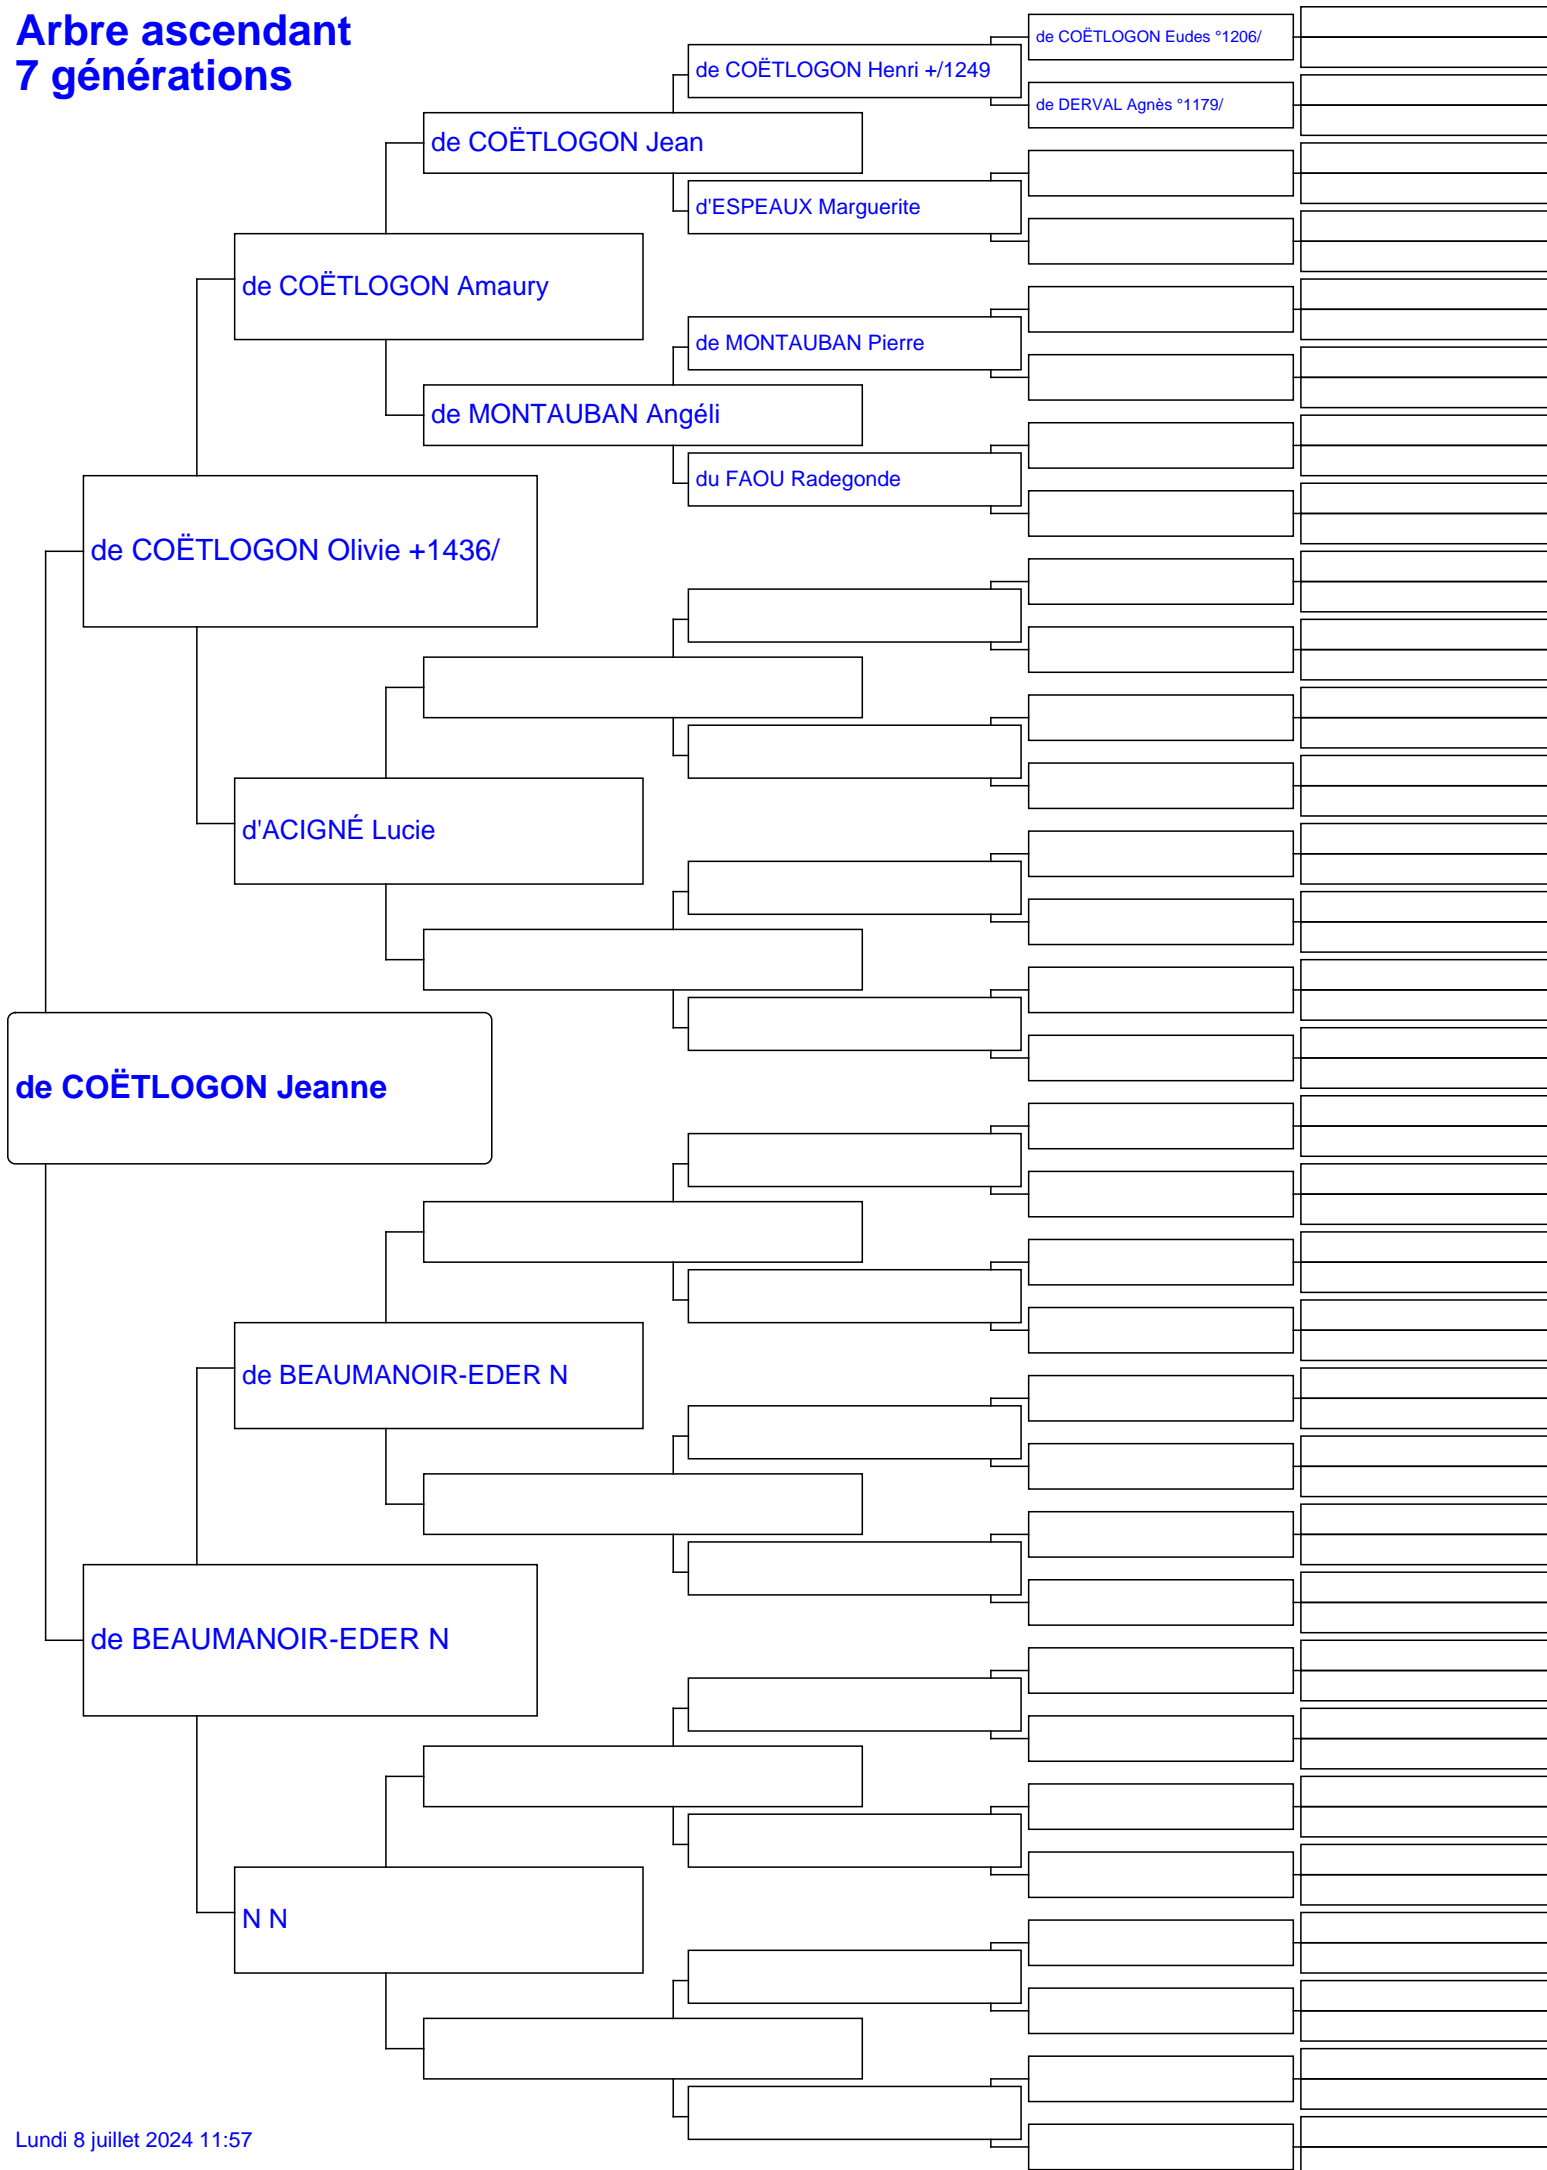 Arbre ascendant
7 générations
de COËTLOGON Eudes °1206/
de COËTLOGON Henri +/1249
de DERVAL Agnès °1179/
de COËTLOGON Jean
d'ESPEAUX Marguerite
de COËTLOGON Amaury
de MONTAUBAN Pierre
de MONTAUBAN Angéli
du FAOU Radegonde
de COËTLOGON Olivie +1436/
d'ACIGNÉ Lucie
de COËTLOGON Jeanne
de BEAUMANOIR-EDER N
de BEAUMANOIR-EDER N
N N
Lundi 8 juillet 2024 11:57